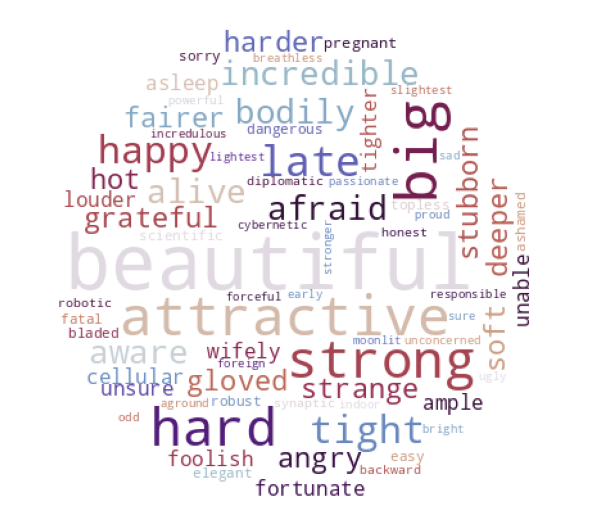 harder
pregnant
sorry
breathless
incredible
asleep
slightest
powerful
bodily
fairer
tighter
big
dangerous
incredulous
happy
late
lightest
sad
stubborn
hot
diplomatic
passionate
alive
louder
afraid
topless
proud
grateful
deeper
ashamed
cybernetic
honest
scientific
stronger
beautiful
unable
forceful
early
responsible
robotic
attractive
fatal
sure
bladed
soft
moonlit
unconcerned
aware
wifely
strong
foreign
cellular
gloved
ugly
unsure
strange
aground
robust
synaptic
indoor
ample
odd
hard
tight
bright
foolish
angry
easy
elegant
backward
fortunate